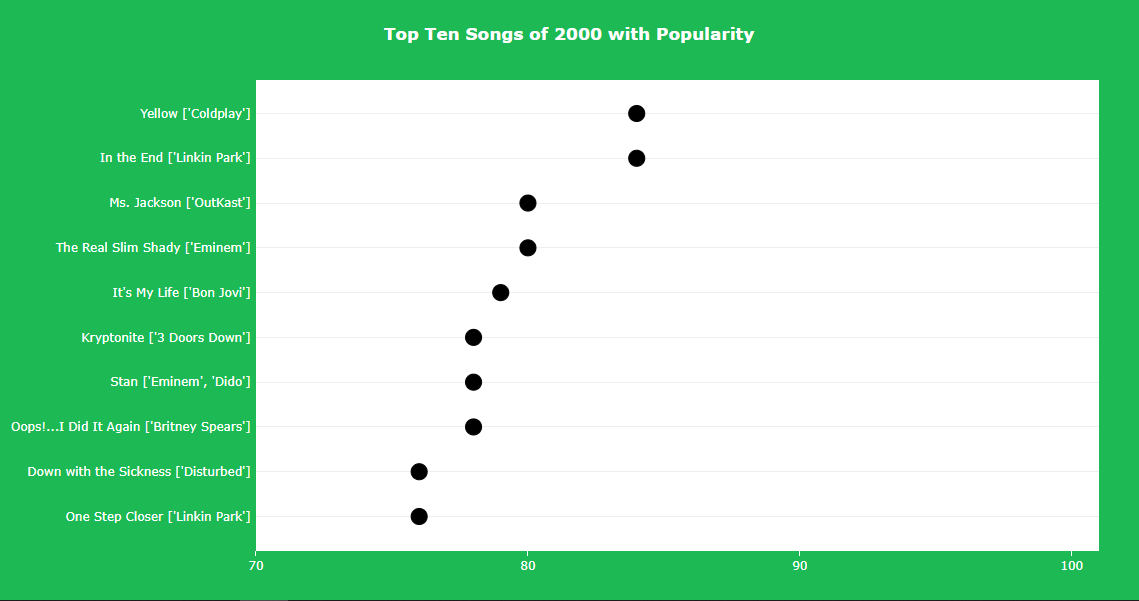 Top Ten Songs of 2000 with Popularity
Yellow ['Coldplay']
In the End ['Linkin Park']
Ms. Jackson ['OutKast']
The Real Slim Shady ['Eminem']
It's My Life ['Bon Jovi']
Kryptonite ['3 Doors Down']
Stan ['Eminem', 'Dido']
Oops!...I Did It Again ['Britney Spears']
Down with the Sickness ['Disturbed']
One Step Closer ['Linkin Park']
70 80 90 100